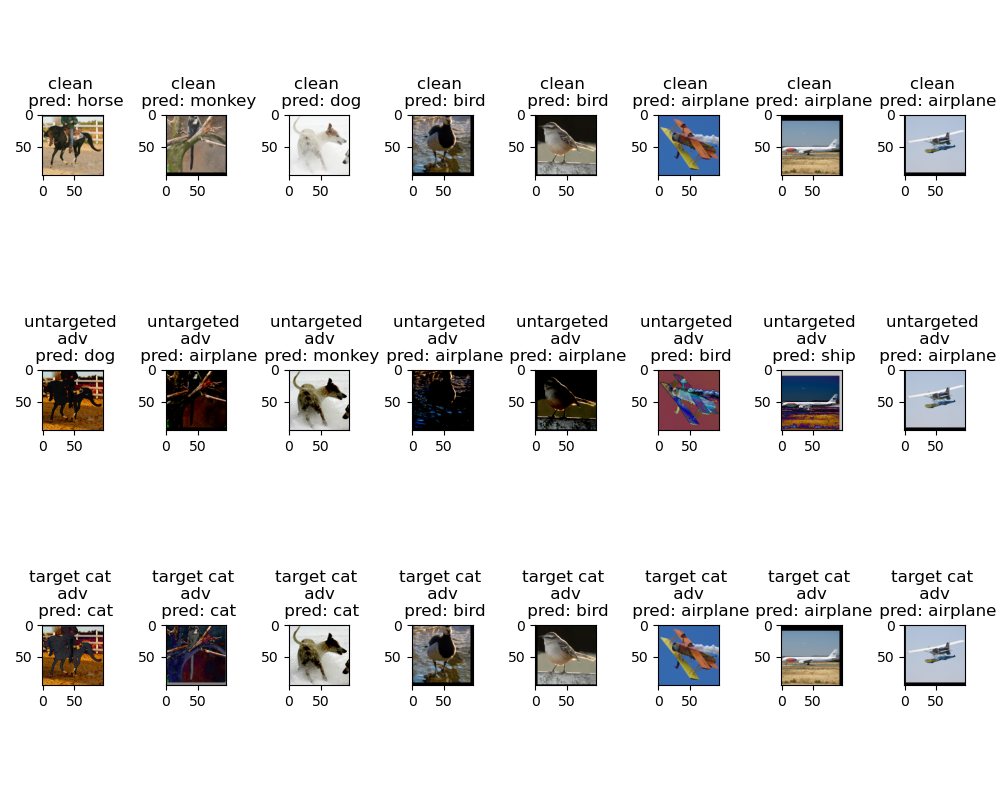 clean clean clean clean clean clean clean clean
pred: horse pred: monkey pred: dog pred: bird pred: bird pred: airplane pred: airplane pred: airplane
0 0 0 0 0 0 0 0
50 50 50 50 50 50 50 50
0 50 0 50 0 50 0 50 0 50 0 50 0 50 0 50
untargeted untargeted untargeted untargeted untargeted untargeted untargeted untargeted
adv adv adv adv adv adv adv adv
pred: dog pred: airplane pred: monkey pred: airplane pred: airplane pred: bird pred: ship pred: airplane
0 0 0 0 0 0 0 0
50 50 50 50 50 50 50 50
0 50 0 50 0 50 0 50 0 50 0 50 0 50 0 50
target cat target cat target cat target cat target cat target cat target cat target cat
adv adv adv adv adv adv adv adv
pred: cat pred: cat pred: cat pred: bird pred: bird pred: airplane pred: airplane pred: airplane
0 0 0 0 0 0 0 0
50 50 50 50 50 50 50 50
0 50 0 50 0 50 0 50 0 50 0 50 0 50 0 50